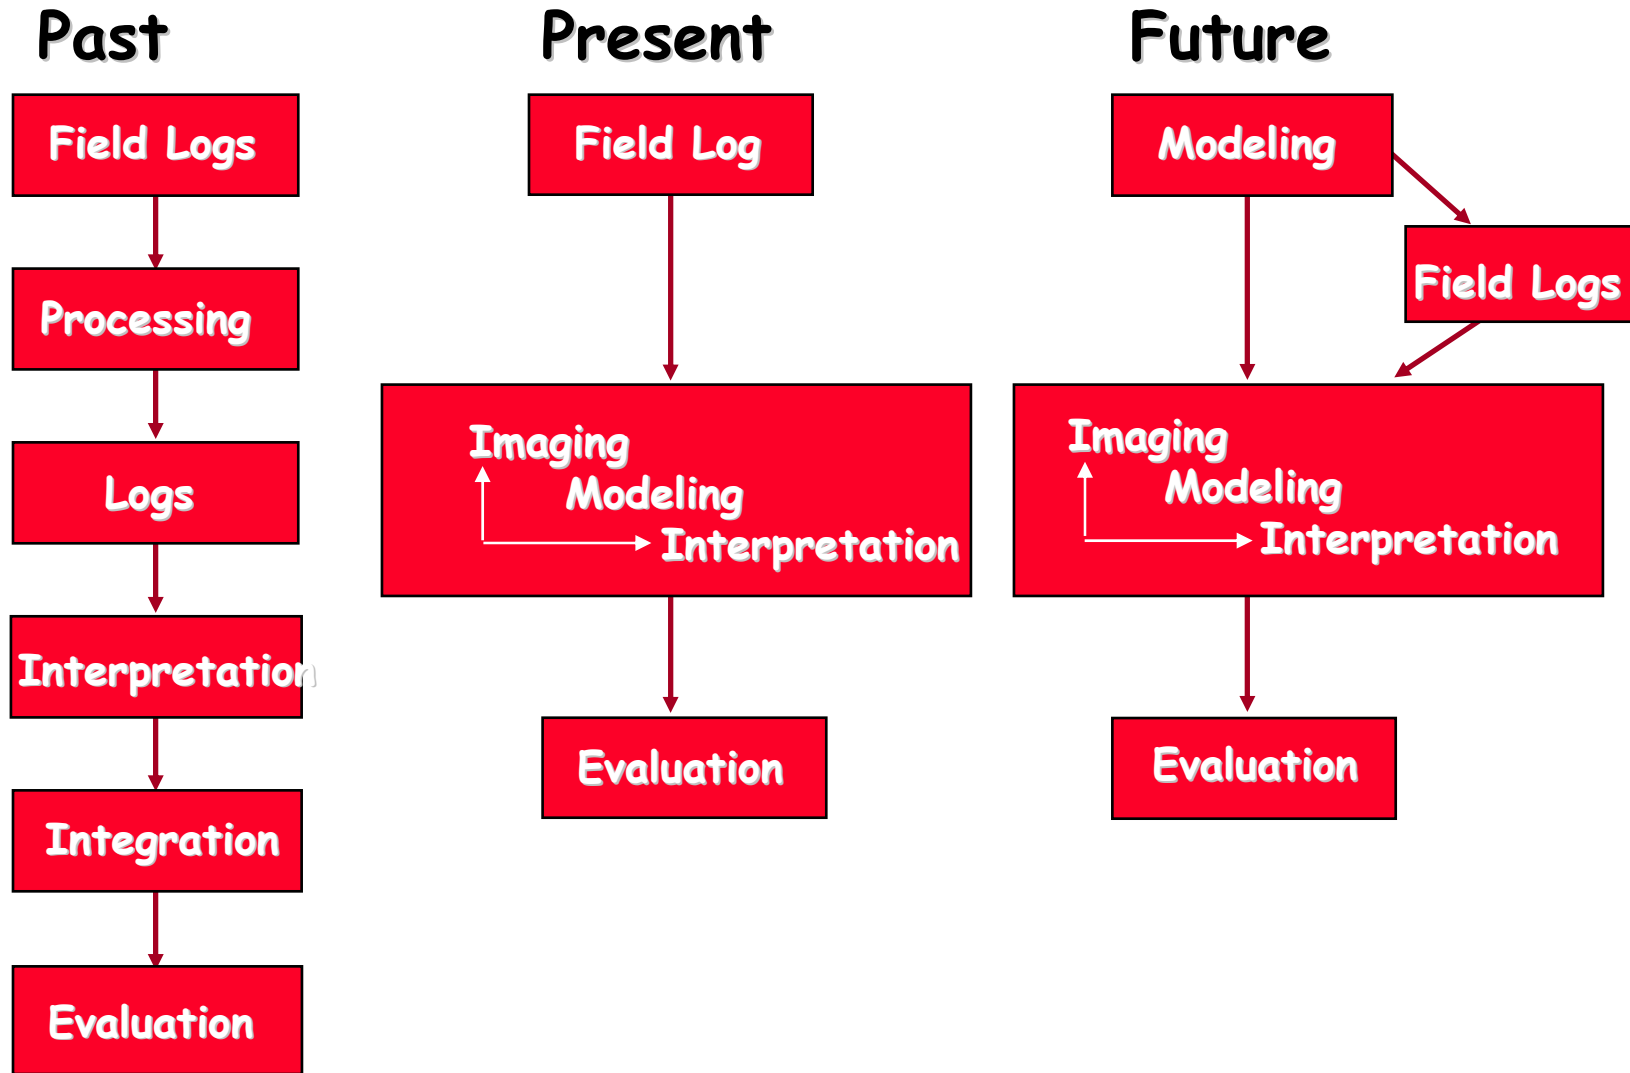 Past
Field Logs
Processing
Logs
Interpretation
Integration
Evaluation
Present
Field Log
Imaging
Modeling
Interpretation
Evaluation
Future
Modeling
Field Logs
Imaging
Modeling
Interpretation
Evaluation